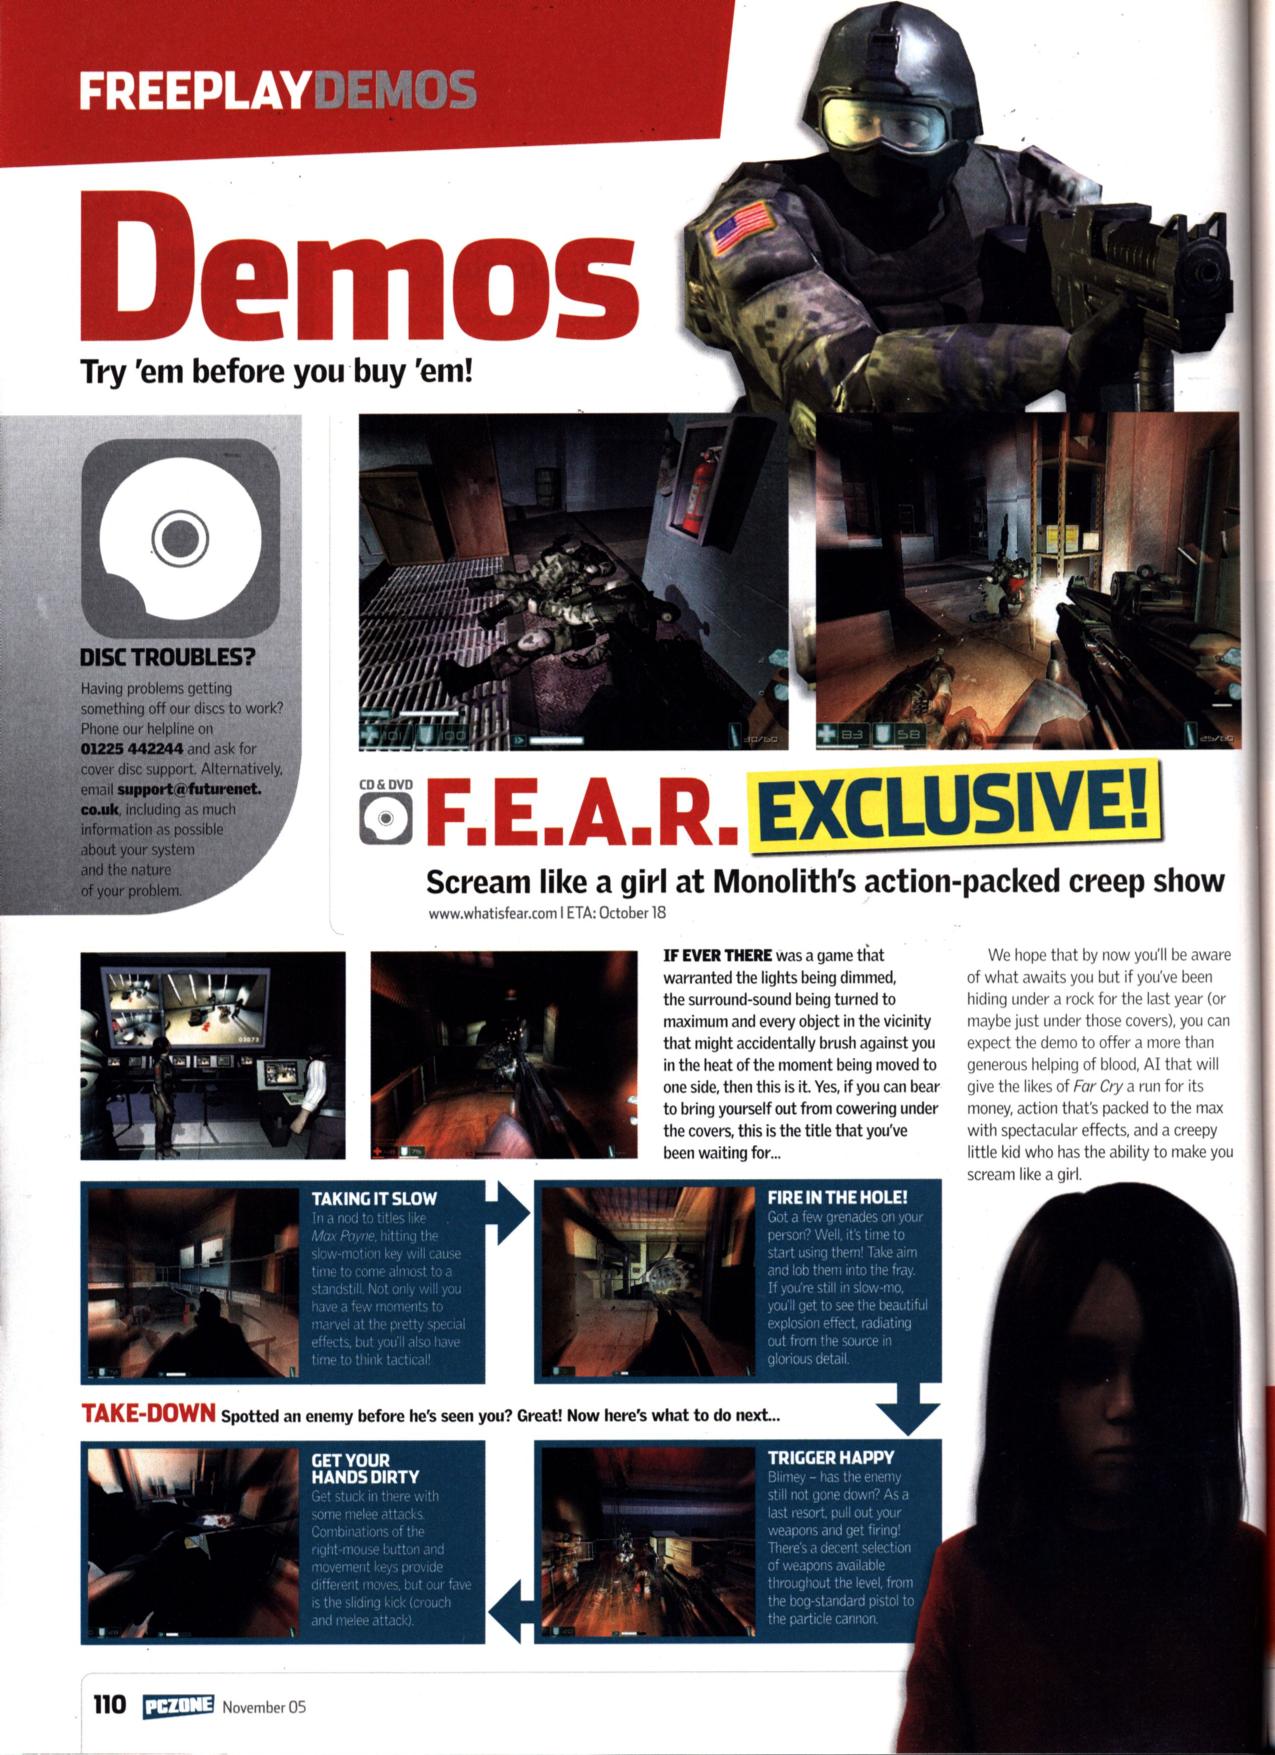 FREEPLAYDEMOS
Demos
Try 'em before you buy 'em!
DISC TROUBLES?
Having problems getting
something off our discs to work?
Phone our helpline on
01225 442244 and ask for
cover disc support. Alternatively,
email support@futurenet.
co.uk, including as much
information as possible
about your system
and the nature
of your problem.
CD & DVD
F.E.A.R. EXCLUSIVE!
Scream like a girl at Monolith's action-packed creep show
www.whatisfear.com | ETA: October 18
IF EVER THERE was a game that
warranted the lights being dimmed,
the surround-sound being turned to
maximum and every object in the vicinity
that might accidentally brush against you
in the heat of the moment being moved to
one side, then this is it. Yes, if you can bear
to bring yourself out from cowering under
the covers, this is the title that you've
been waiting for...
We hope that by now you'll be aware
of what awaits you but if you've been
hiding under a rock for the last year (or
maybe just under those covers), you can
expect the demo to offer a more than
generous helping of blood, AI that will
give the likes of Far Cry a run for its
money, action that's packed to the max
with spectacular effects, and a creepy
little kid who has the ability to make you
scream like a girl.
TAKING IT SLOW
In a nod to titles like
Max Payne, hitting the
slow-motion key will cause
time to come almost to a
standstill. Not only will you
have a few moments to
marvel at the pretty special
effects, but you'll also have
time to think tactical!
FIRE IN THE HOLE!
Got a few grenades on your
person? Well, it's time to
start using them! Take aim
and lob them into the fray.
If you're still in slow-mo,
you'll get to see the beautiful
explosion effect, radiating
out from the source in
glorious detail.
TAKE-DOWN Spotted an enemy before he's seen you? Great! Now here's what to do next...
GET YOUR
HANDS DIRTY
Get stuck in there with
some melee attacks.
Combinations of the
right-mouse button and
movement keys provide
different moves, but our fave
is the sliding kick (crouch
and melee attack).
TRIGGER HAPPY
Blimey – has the enemy
still not gone down? As a
last resort, pull out your
weapons and get firing!
There's a decent selection
of weapons available
throughout the level, from
the bog-standard pistol to
the particle cannon.
110 PCZONE November 05